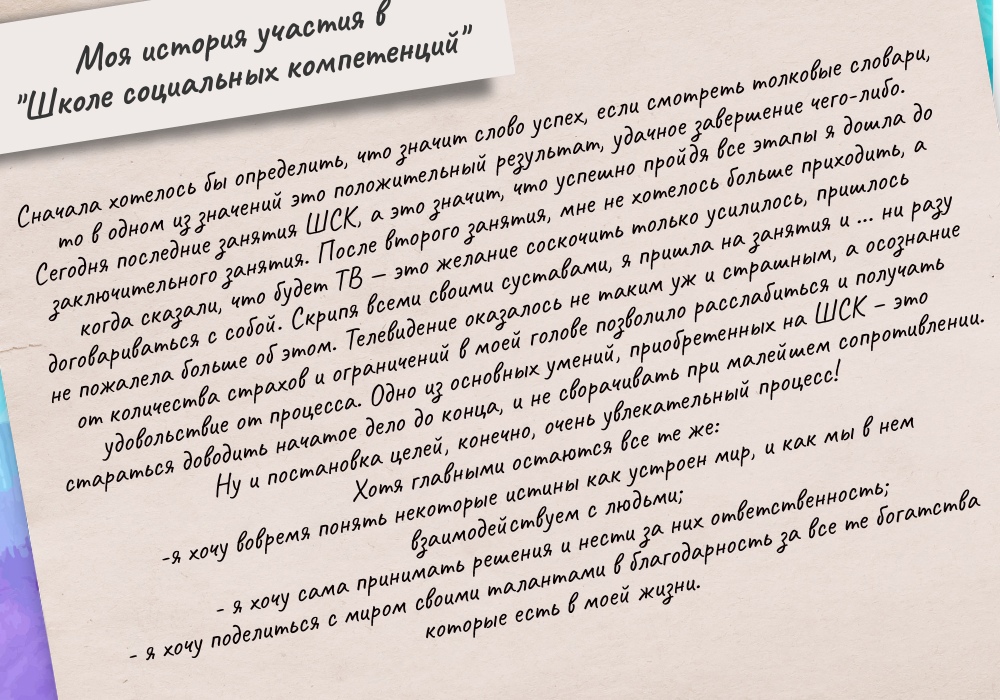 Моя история участия в
"Школе социальных компетенций"
Сначала хотелось бы определить, что значит слово успех, если смотреть толковые словари,
то в одном из значений это положительный результат, удачное завершение чего-либо.
Сегодня последние занятия ШСК, а это значит, что успешно пройдя все этапы я дошла до
заключительного занятия. После второго занятия, мне не хотелось больше приходить, а
когда сказали, что будет ТВ – это желание соскочить только усилилось, пришлось
договариваться с собой. Скрипя всеми своими суставами, я пришла на занятия и ... ни разу
не пожалела больше об этом. Телевидение оказалось не таким уж и страшным, а осознание
от количества страхов и ограничений в моей голове позволило расслабиться и получать
удовольствие от процесса. Одно из основных умений, приобретенных на ШСК – это
стараться доводить начатое дело до конца, и не сворачивать при малейшем сопротивлении.
Ну и постановка целей, конечно, очень увлекательный процесс!
Хотя главными остаются все те же:
-я хочу вовремя понять некоторые истины как устроен мир, и как мы в нем
взаимодействуем с людьми;
- я хочу сама принимать решения и нести за них ответственность;
- я хочу поделиться с миром своими талантами в благодарность за все те богатства
которые есть в моей жизни.